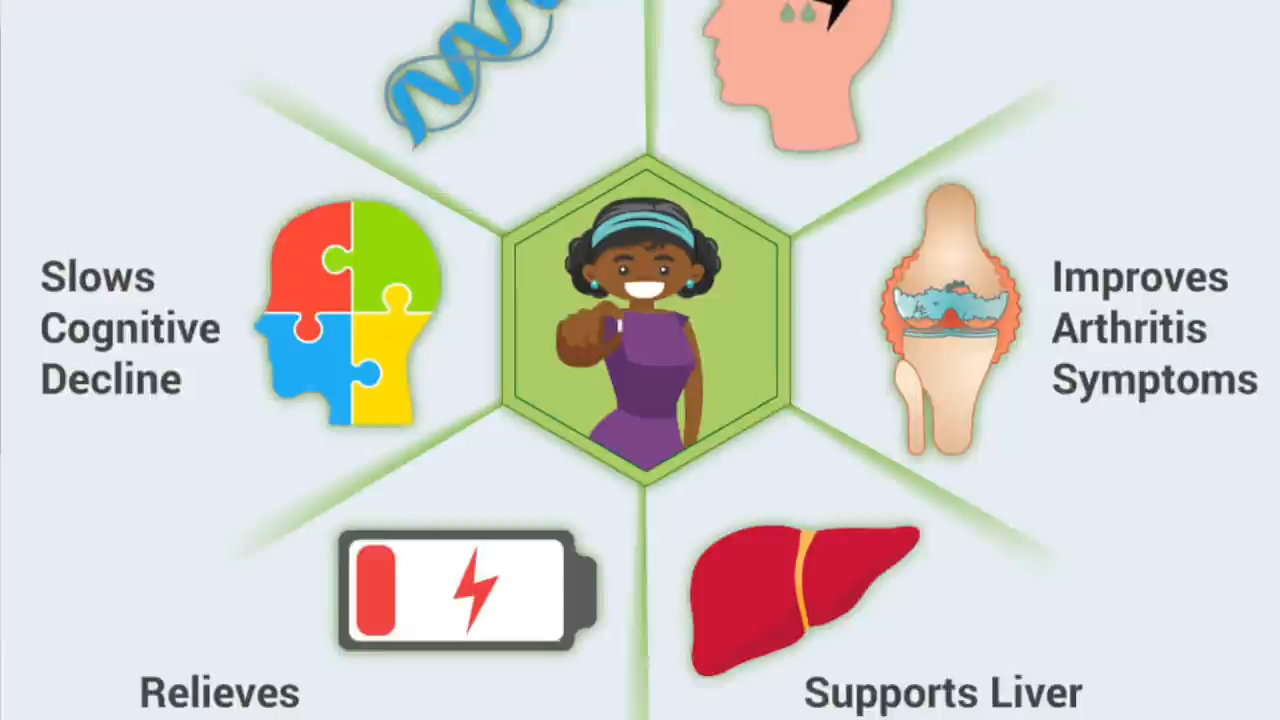 Slows
Cognitive
Decline
Improves
Arthritis
Symptoms
Relieves
Supports Liver